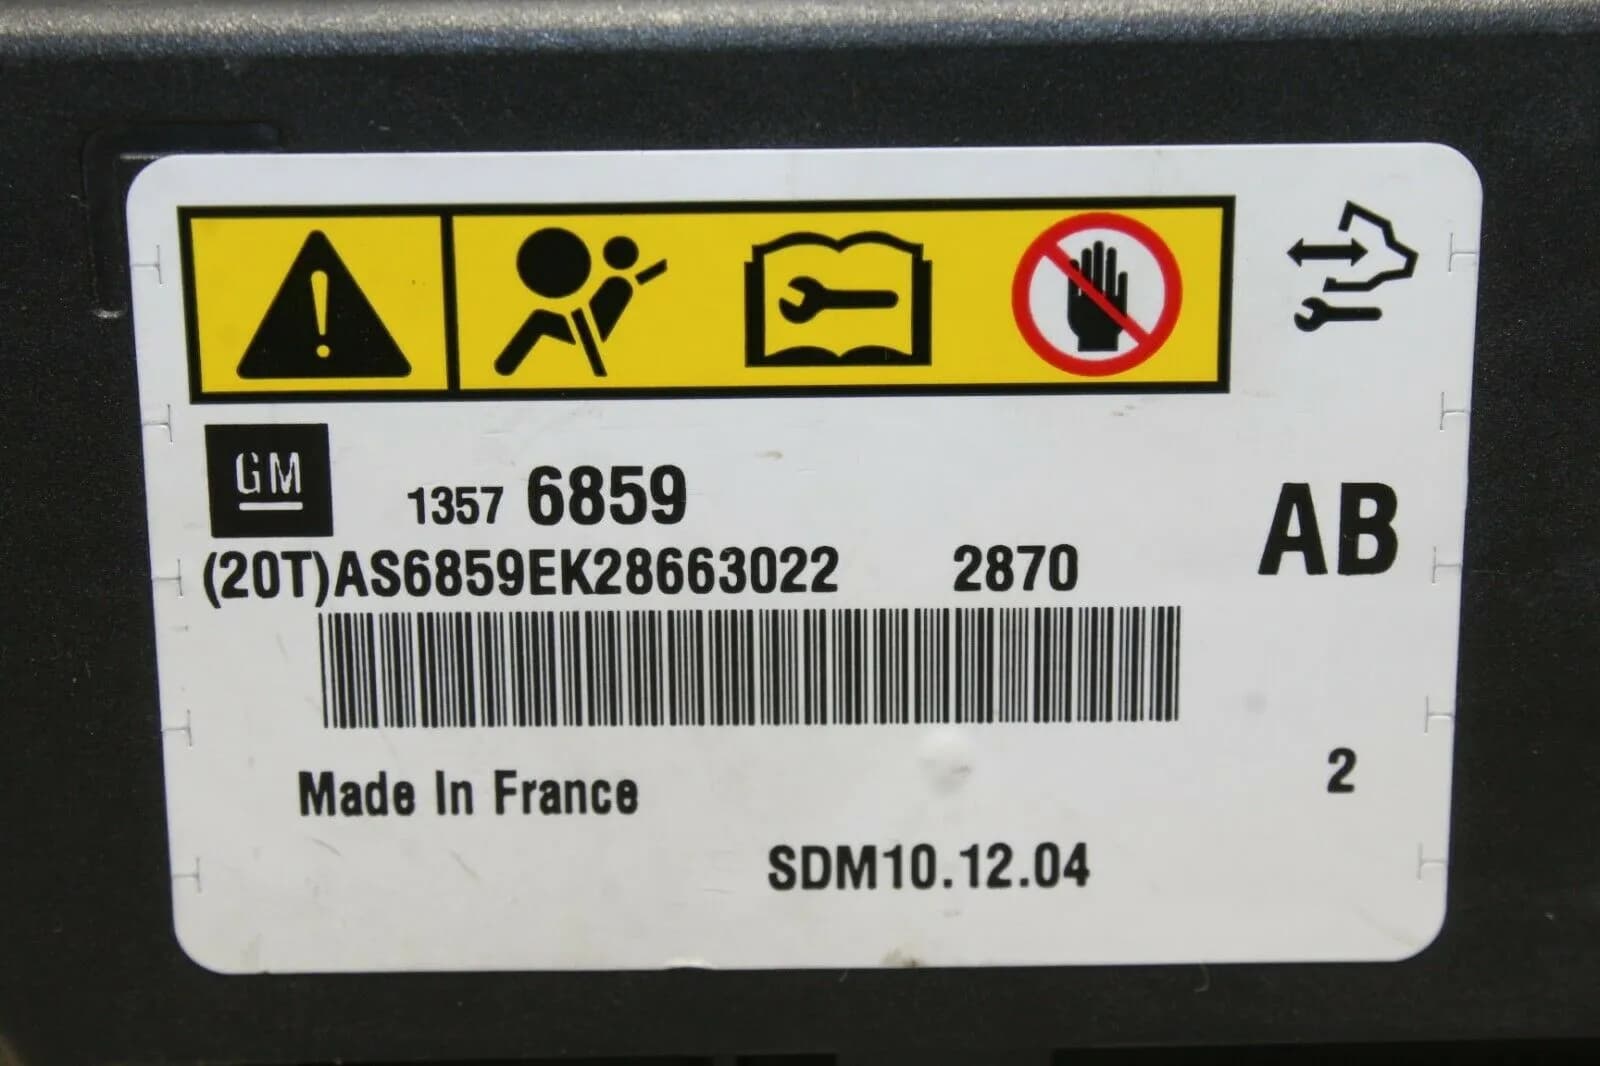 GM
1357 6859
AB
(20T)AS6859EK28663022 2870
Made In France
2
SDM10.12.04